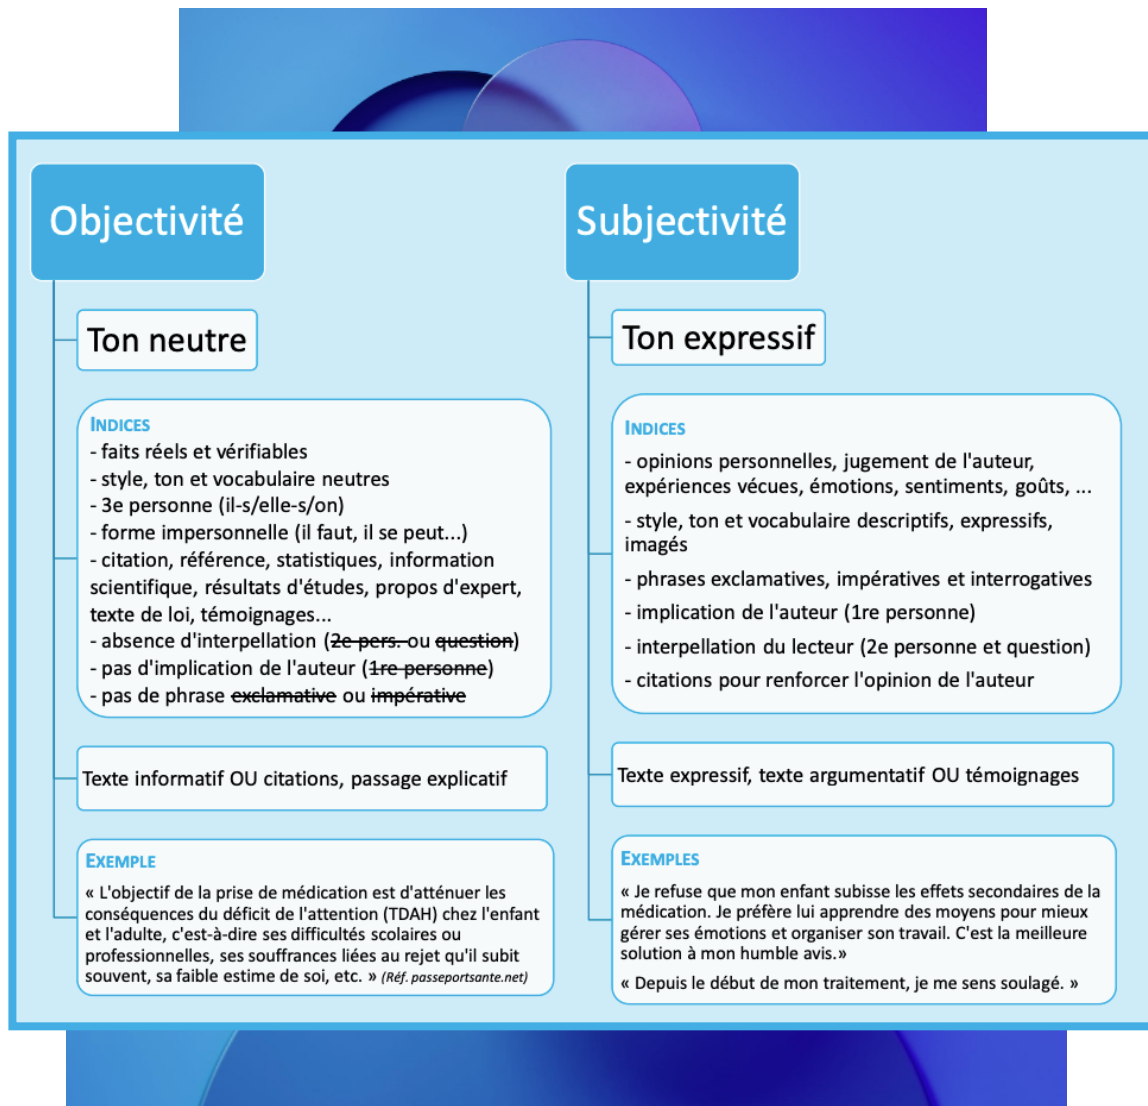 Objectivité
Ton neutre
INDICES
- faits réels et vérifiables
- style, ton et vocabulaire neutres
- 3e personne (il-s/elle-s/on)
- forme impersonnelle (il faut, il se peut...)
- citation, référence, statistiques, information
scientifique, résultats d'études, propos d'expert,
texte de loi, témoignages...
- absence d'interpellation (2e pers. ou question)
- pas d'implication de l'auteur (1re personne)
- pas de phrase exclamative ou impérative
Texte informatif OU citations, passage explicatif
EXEMPLE
« L'objectif de la prise de médication est d'atténuer les
conséquences du déficit de l'attention (TDAH) chez l'enfant
et l'adulte, c'est-à-dire ses difficultés scolaires ou
professionnelles, ses souffrances liées au rejet qu'il subit
souvent, sa faible estime de soi, etc. » (Réf. passeportsante.net)
Subjectivité
Ton expressif
INDICES
- opinions personnelles, jugement de l'auteur,
expériences vécues, émotions, sentiments, goûts, ...
- style, ton et vocabulaire descriptifs, expressifs,
imagés
- phrases exclamatives, impératives et interrogatives
- implication de l'auteur (1re personne)
- interpellation du lecteur (2e personne et question)
- citations pour renforcer l'opinion de l'auteur
Texte expressif, texte argumentatif OU témoignages
EXEMPLES
« Je refuse que mon enfant subisse les effets secondaires de la
médication. Je préfère lui apprendre des moyens pour mieux
gérer ses émotions et organiser son travail. C'est la meilleure
solution à mon humble avis.»
« Depuis le début de mon traitement, je me sens soulagé. »